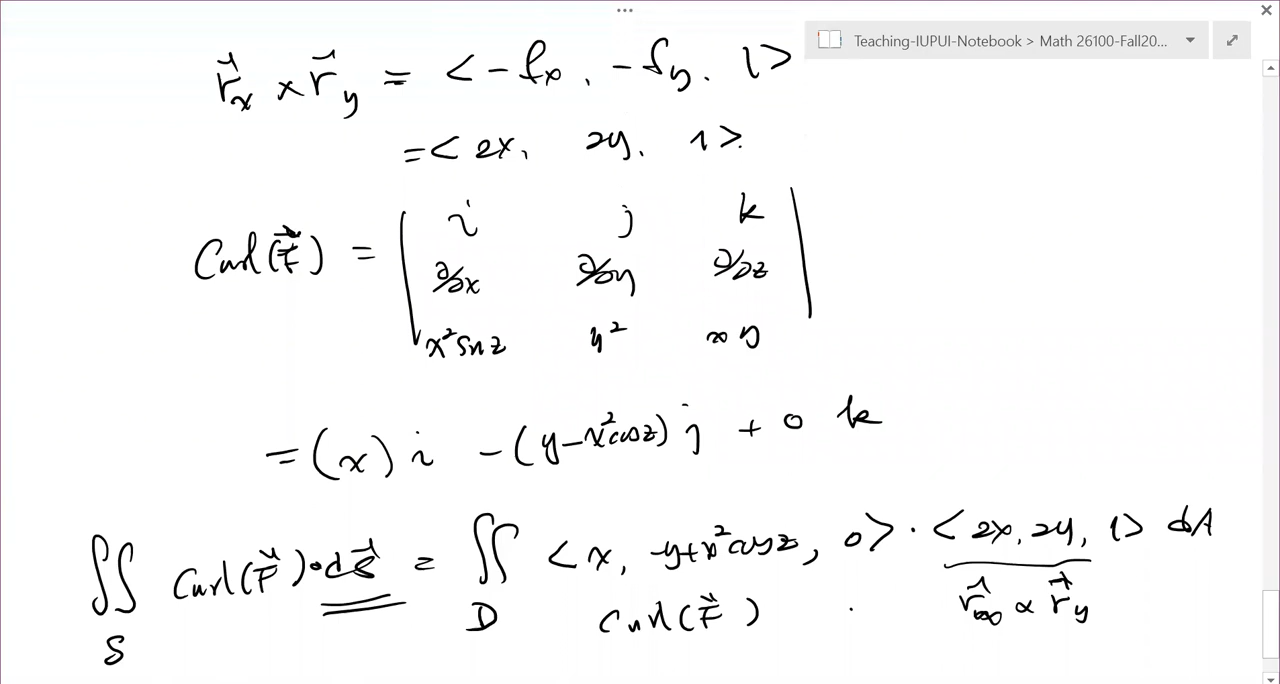 Teaching-IUPUI-Notebook > Math 26100-Fall20...
r⃗x × r⃗y = < -fx, -fy, 1 >
= < 2x, 2y, 1 >.
Curl(F⃗) = | i j k
∂/∂x ∂/∂y ∂/∂z
x² sin z y² xy |
= (x) i - (y - x² cos z) j + 0 k
∬ Curl(F⃗) · dS⃗ = ∬ < x, -y + x² cos z, 0 > · < 2x, 2y, 1 > dA
S D Curl(F⃗) · r⃗x × r⃗y